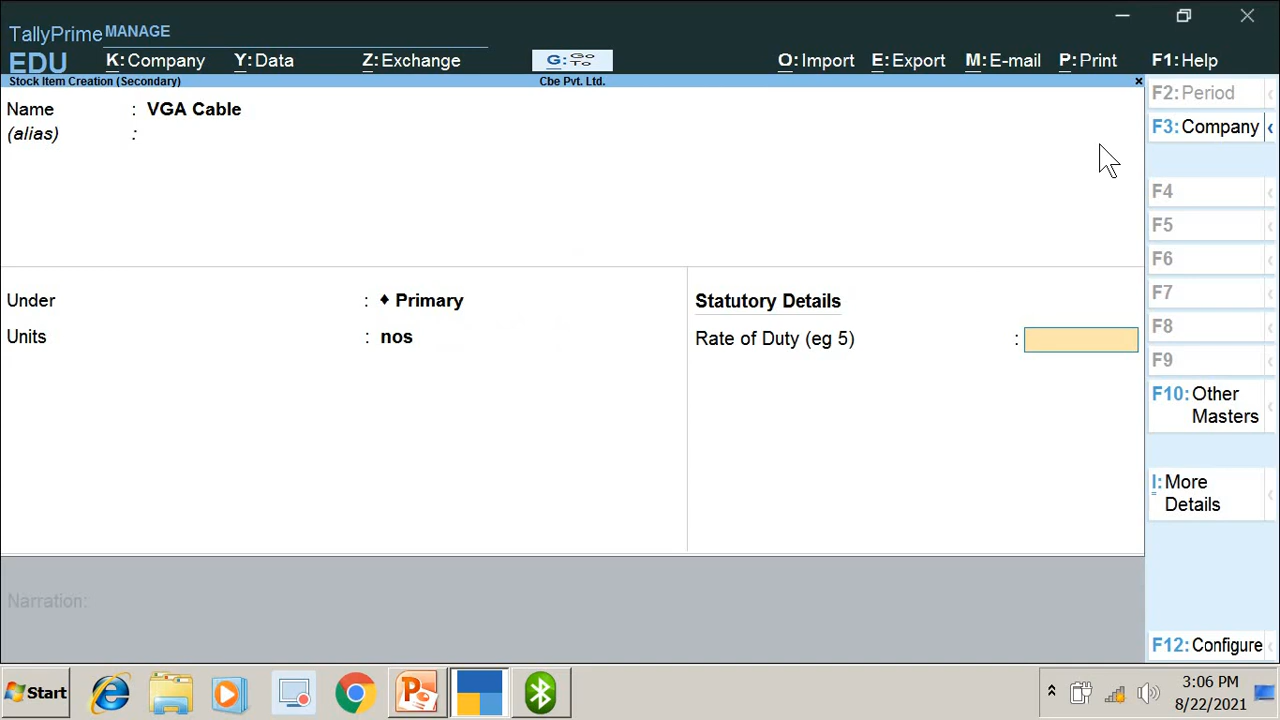 TallyPrime MANAGE
EDU K: Company Y: Data Z: Exchange G: Go To O: Import E: Export M: E-mail P: Print F1: Help
Stock Item Creation (Secondary) Cbe Pvt. Ltd. ×
Name : VGA Cable
(alias) :
Under : ♦ Primary
Units : nos
Statutory Details
Rate of Duty (eg 5) :
Narration:
F2: Period
F3: Company
F4
F5
F6
F7
F8
F9
F10: Other
Masters
I: More
Details
F12: Configure
Start
3:06 PM
8/22/2021